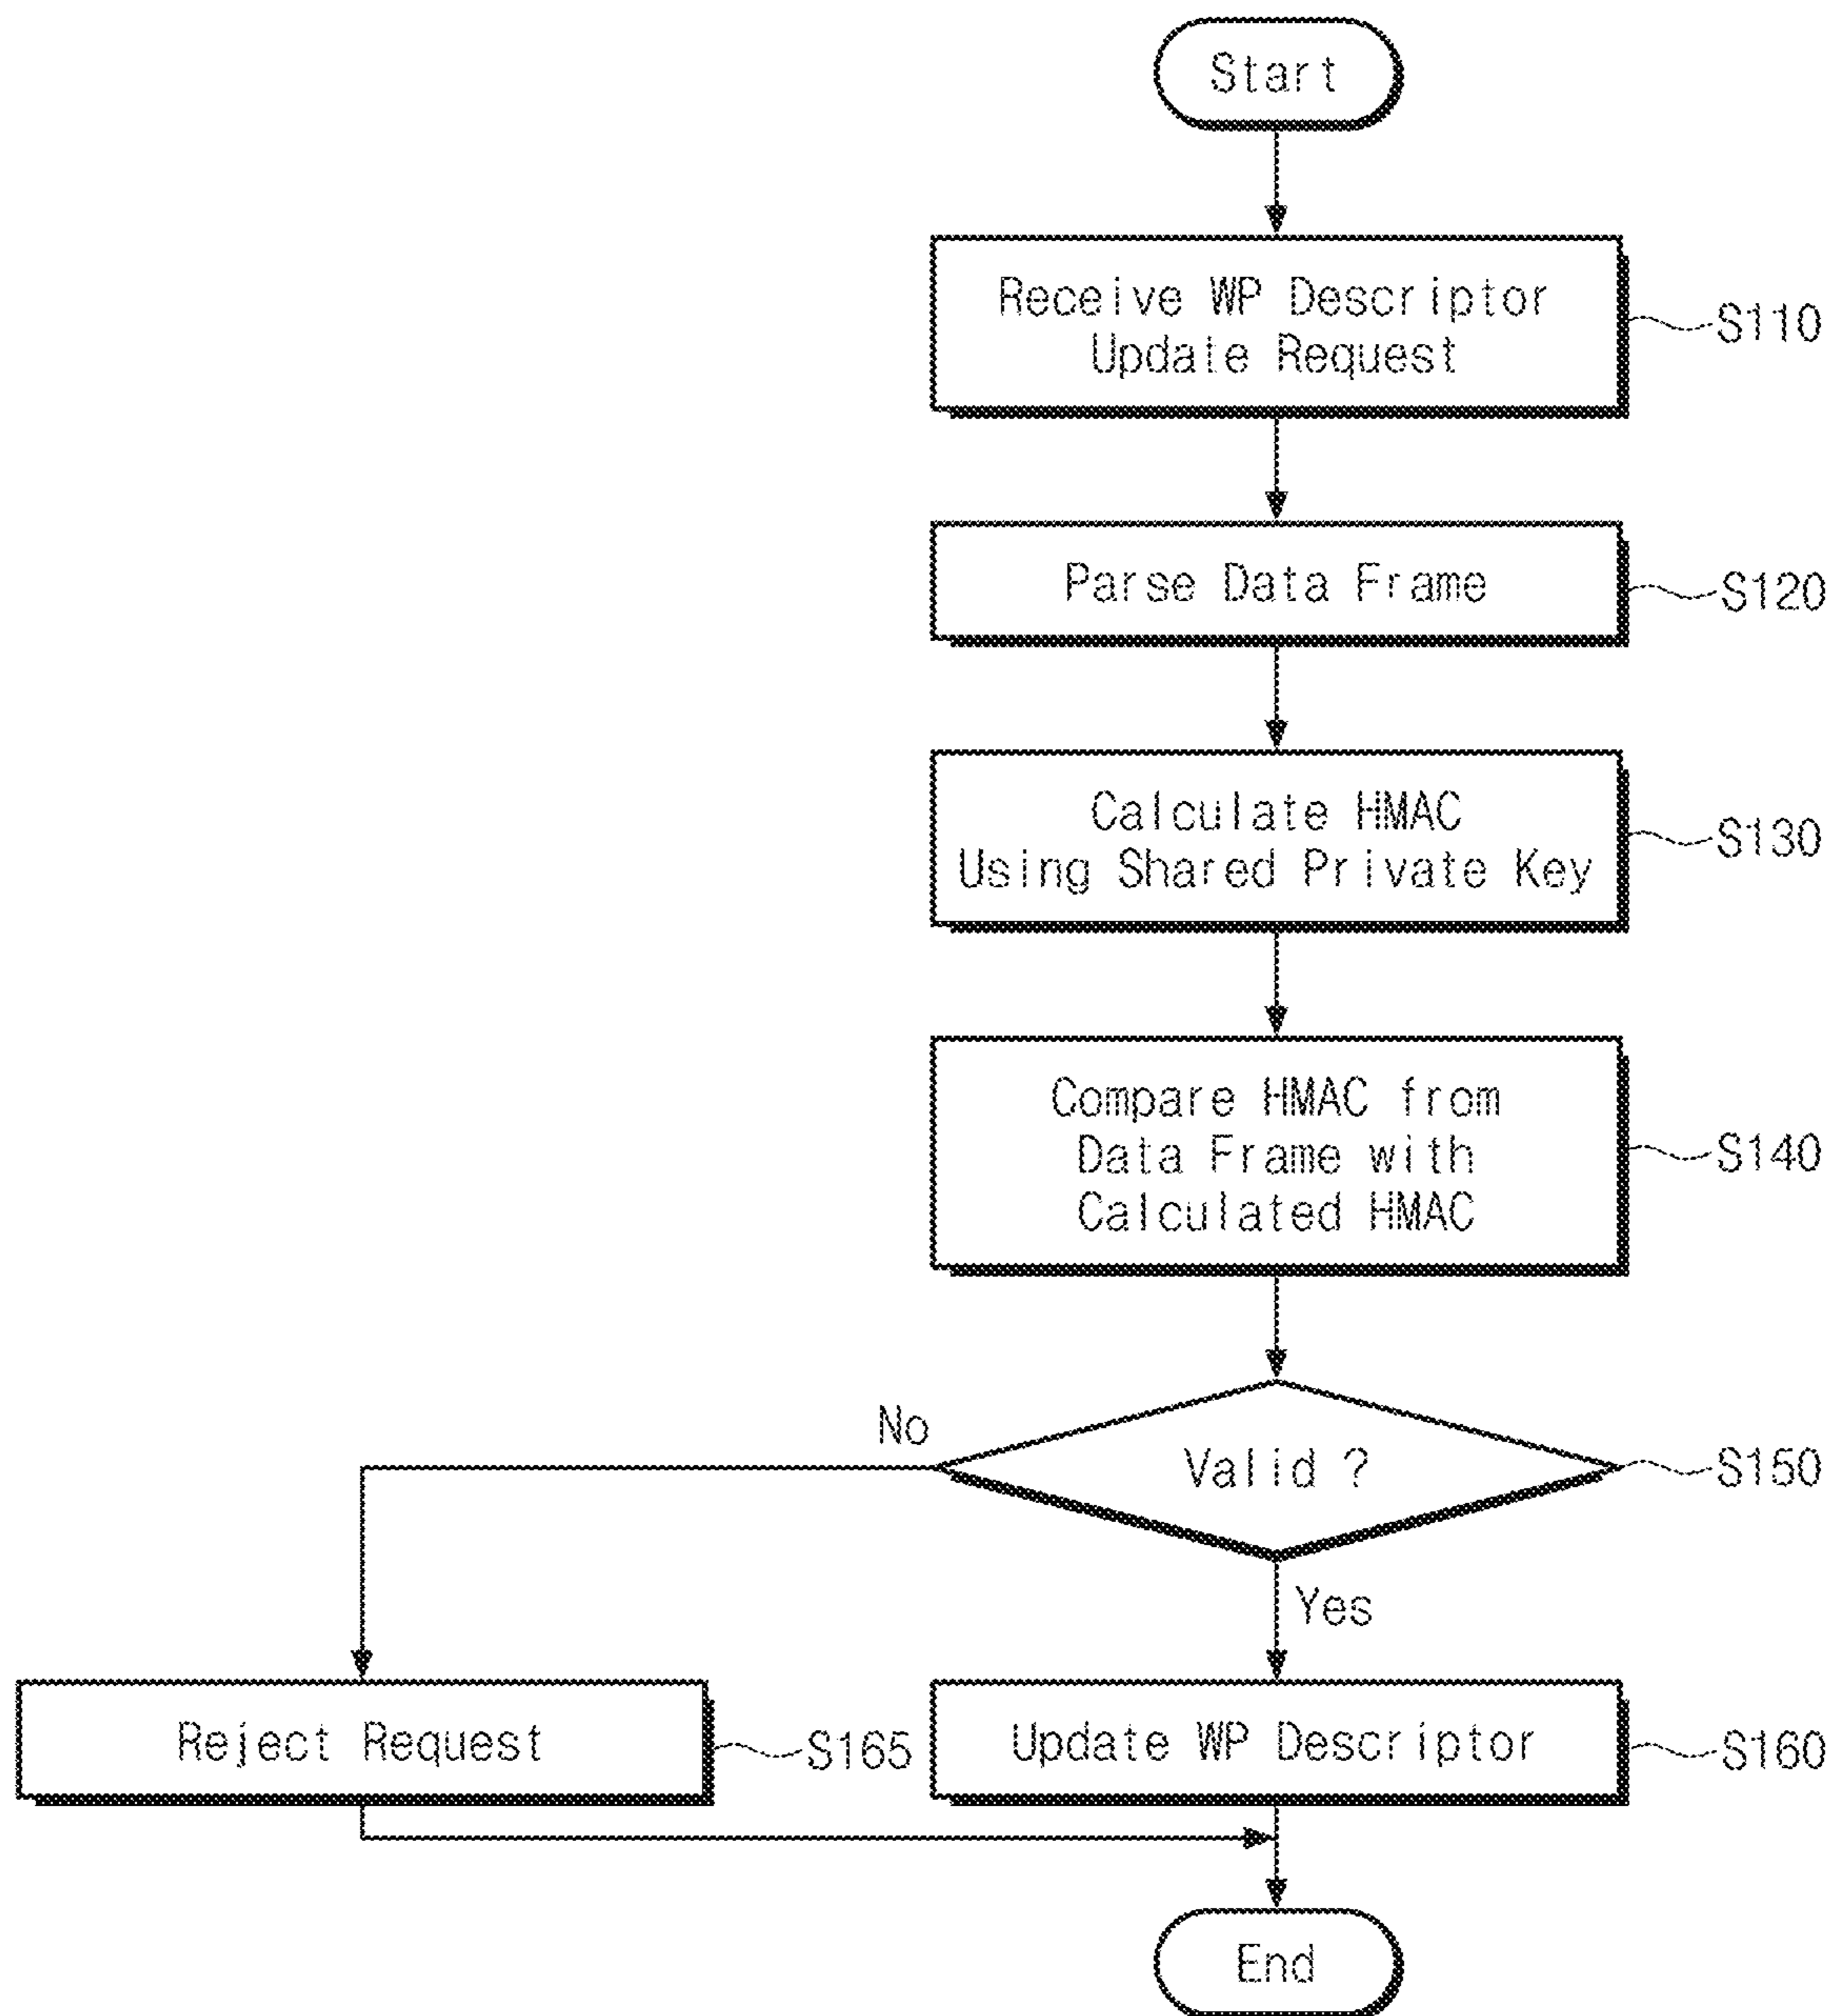 Start
Receive WP Descriptor
Update Request
S110
Parse Data Frame
S120
Calculate HMAC
Using Shared Private Key
S130
Compare HMAC from
Data Frame with
Calculated HMAC
S140
No
Valid ?
S150
Yes
Reject Request
S165
Update WP Descriptor
S160
End